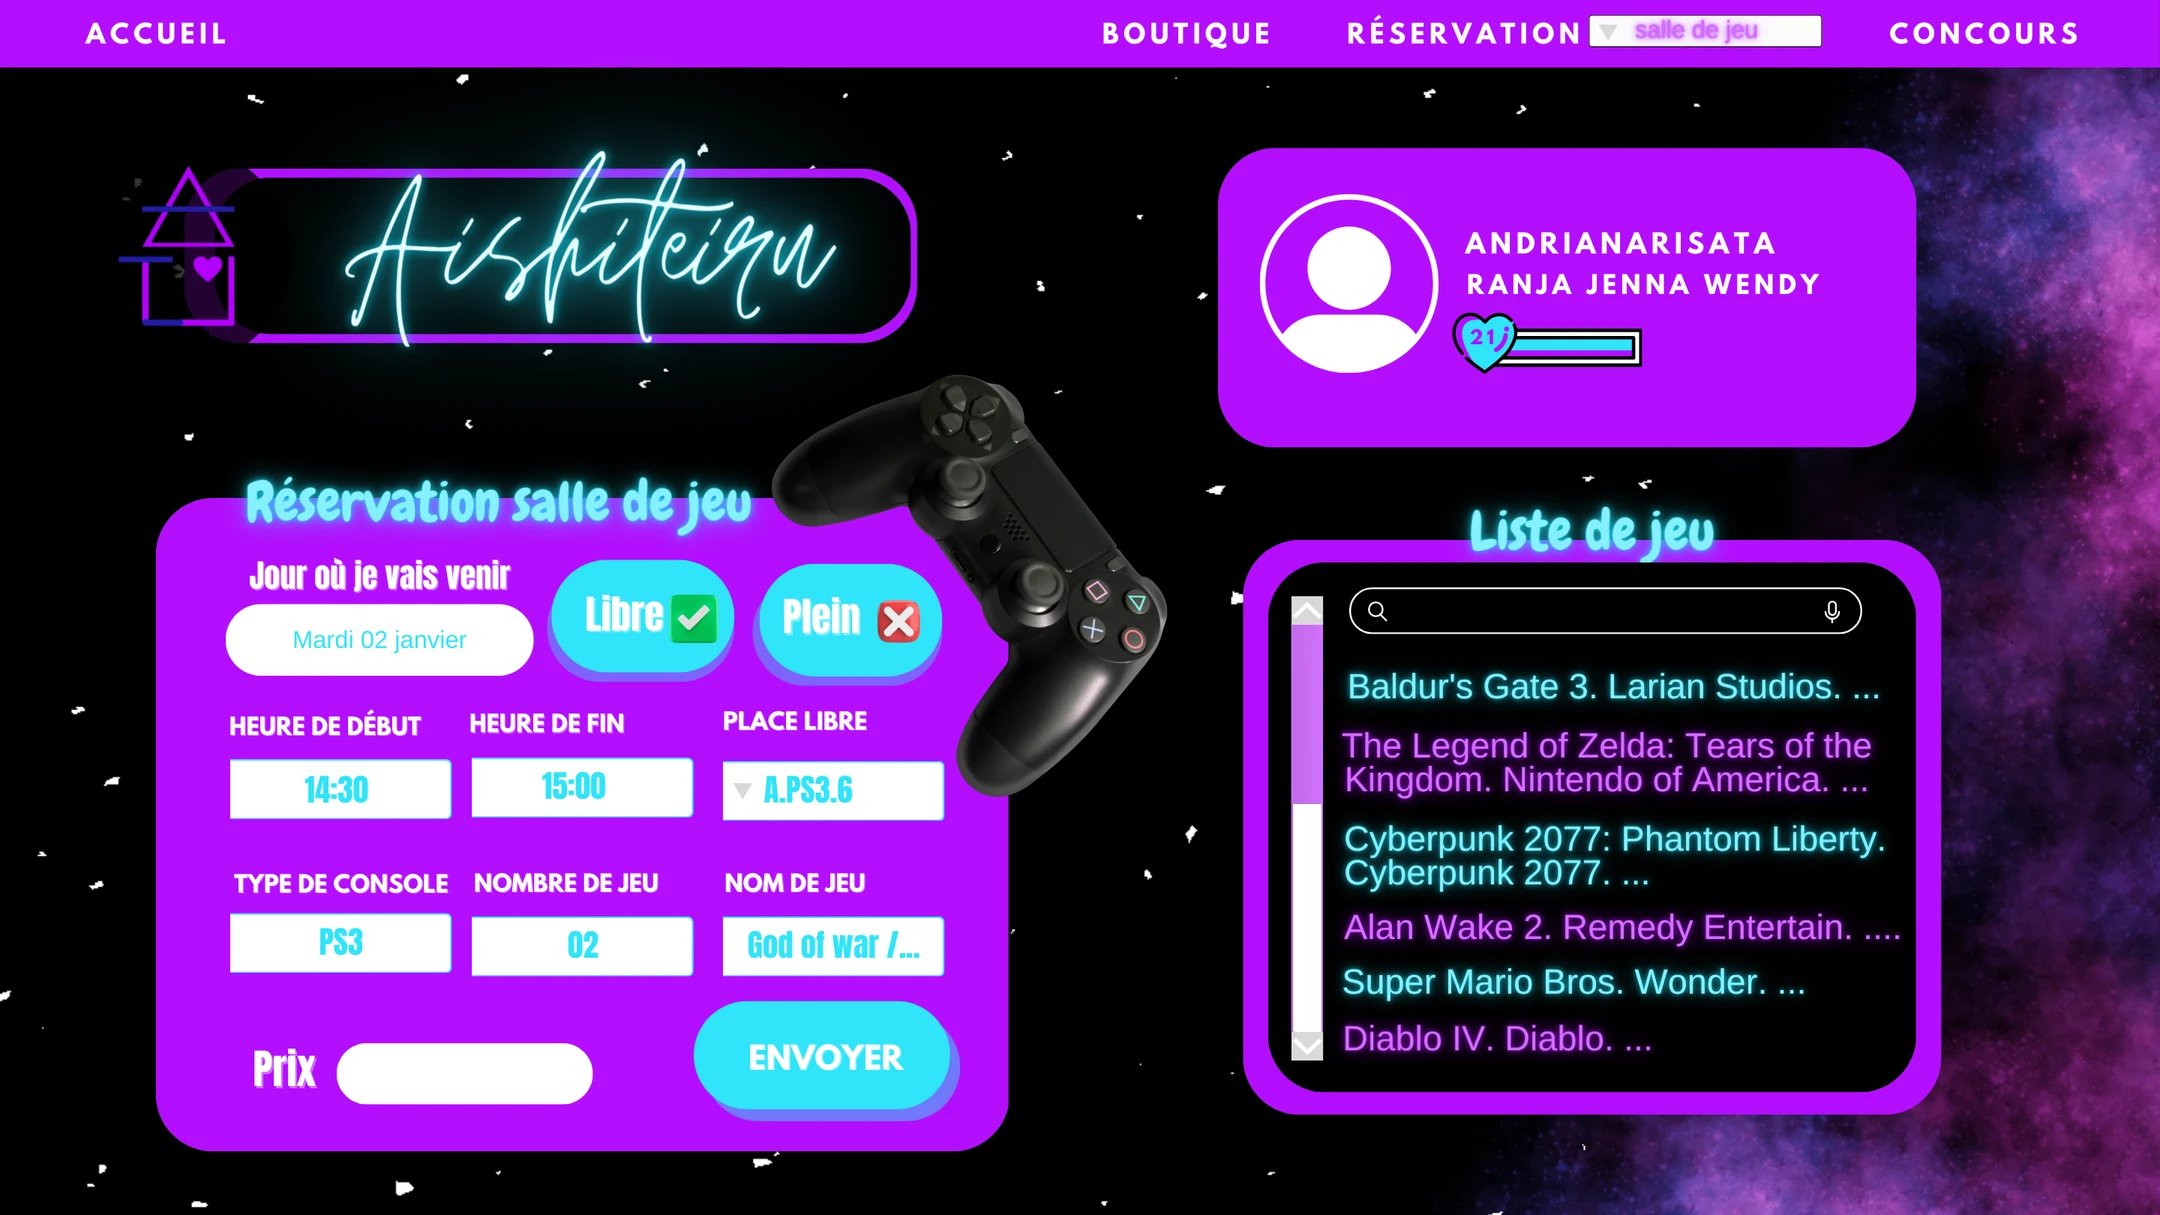 ACCUEIL
BOUTIQUE
RÉSERVATION
salle de jeu
CONCOURS
Aishiteiru
ANDRIANARISATA
RANJA JENNA WENDY
21j
Réservation salle de jeu
Jour où je vais venir
Mardi 02 janvier
Libre
Plein
HEURE DE DÉBUT
HEURE DE FIN
PLACE LIBRE
14:30
15:00
A.PS3.6
TYPE DE CONSOLE
NOMBRE DE JEU
NOM DE JEU
PS3
02
God of war /...
Prix
ENVOYER
Liste de jeu
Baldur's Gate 3. Larian Studios. ...
The Legend of Zelda: Tears of the
Kingdom. Nintendo of America. ...
Cyberpunk 2077: Phantom Liberty.
Cyberpunk 2077. ...
Alan Wake 2. Remedy Entertain. ....
Super Mario Bros. Wonder. ...
Diablo IV. Diablo. ...